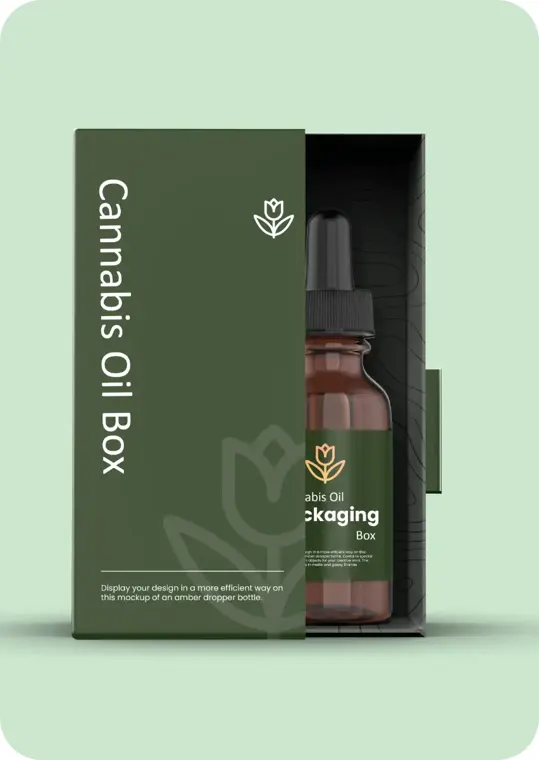 Cannabis Oil Box
Display your design in a more efficient way on
this mockup of an amber dropper bottle.
abis Oil
ckaging
Box